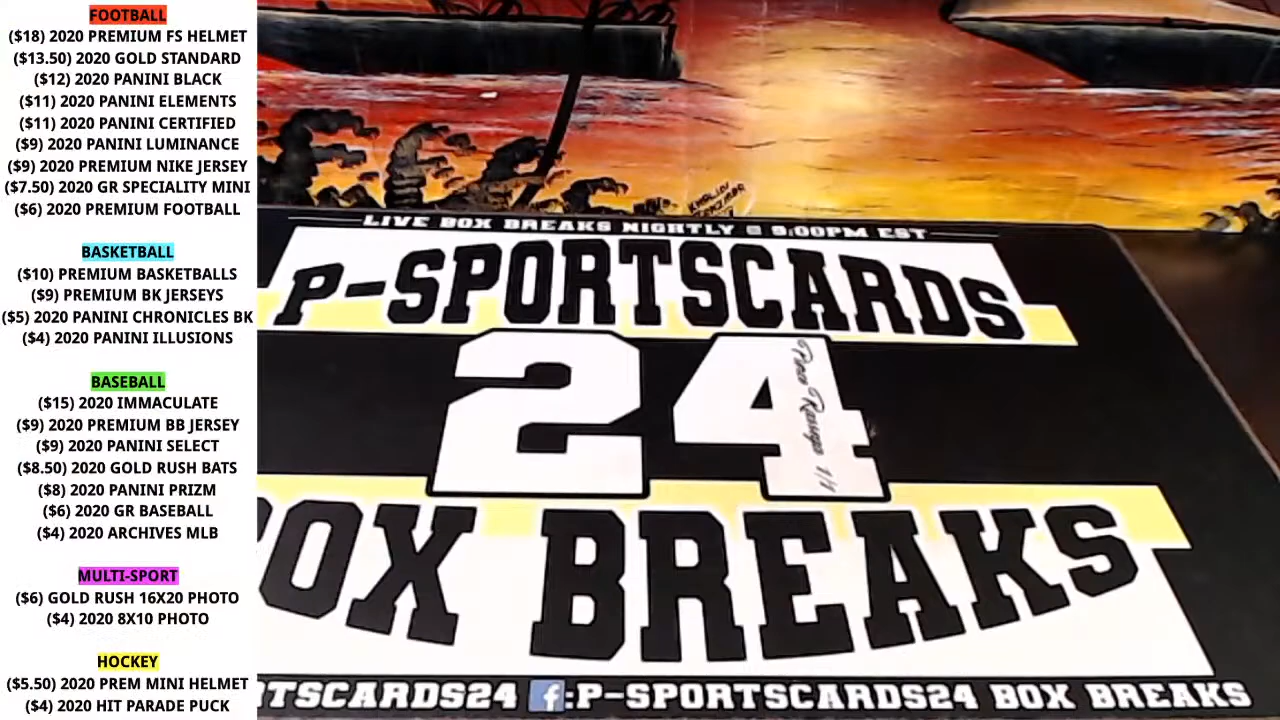 FOOTBALL
($18) 2020 PREMIUM FS HELMET
($13.50) 2020 GOLD STANDARD
($12) 2020 PANINI BLACK
($11) 2020 PANINI ELEMENTS
($11) 2020 PANINI CERTIFIED
($9) 2020 PANINI LUMINANCE
($9) 2020 PREMIUM NIKE JERSEY
($7.50) 2020 GR SPECIALITY MINI
($6) 2020 PREMIUM FOOTBALL
BASKETBALL
($10) PREMIUM BASKETBALLS
($9) PREMIUM BK JERSEYS
($5) 2020 PANINI CHRONICLES BK
($4) 2020 PANINI ILLUSIONS
BASEBALL
($15) 2020 IMMACULATE
($9) 2020 PREMIUM BB JERSEY
($9) 2020 PANINI SELECT
($8.50) 2020 GOLD RUSH BATS
($8) 2020 PANINI PRIZM
($6) 2020 GR BASEBALL
($4) 2020 ARCHIVES MLB
MULTI-SPORT
($6) GOLD RUSH 16X20 PHOTO
($4) 2020 8X10 PHOTO
HOCKEY
($5.50) 2020 PREM MINI HELMET
($4) 2020 HIT PARADE PUCK
LIVE BOX BREAKS NIGHTLY @ 9:00PM EST
P-SPORTSCARDS
24
OX BREAKS
RTSCARDS24 f:P-SPORTSCARDS24 BOX BREAKS
1/1